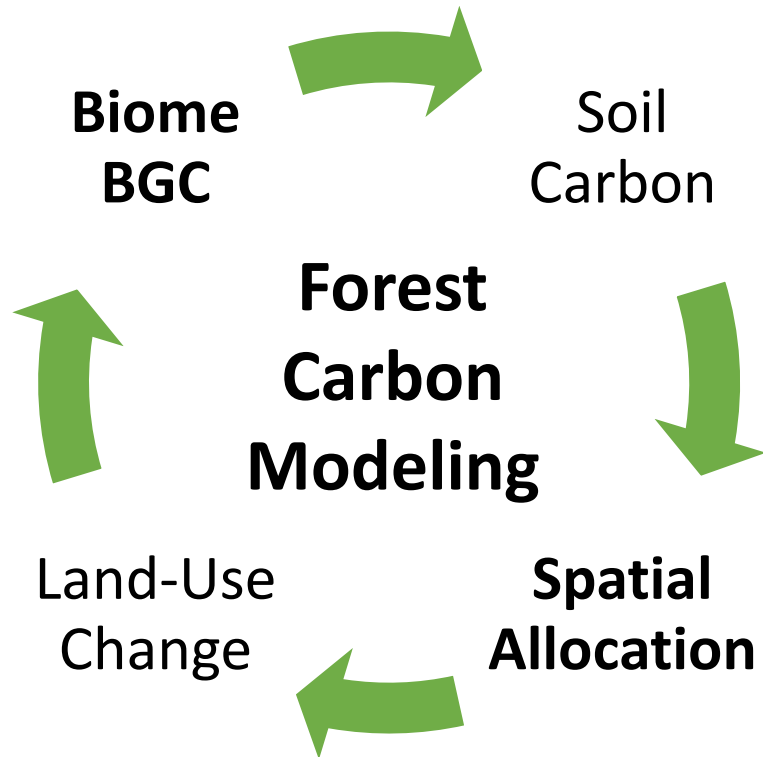 Biome
BGC
Soil
Carbon
Forest
Carbon
Modeling
Land-Use
Change
Spatial
Allocation